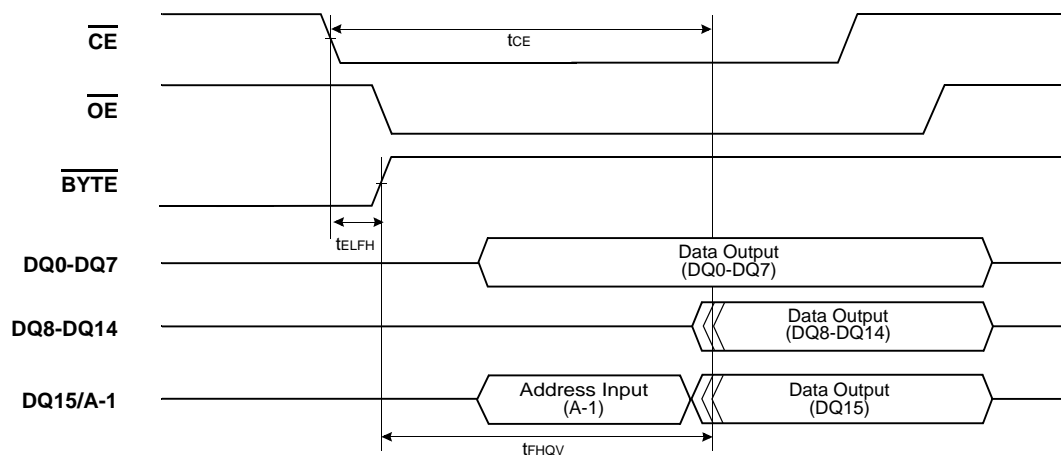 CE
tCE
OE
BYTE
tELFH
DQ0-DQ7
Data Output
(DQ0-DQ7)
DQ8-DQ14
Data Output
(DQ8-DQ14)
DQ15/A-1
Address Input
(A-1)
Data Output
(DQ15)
tFHQV